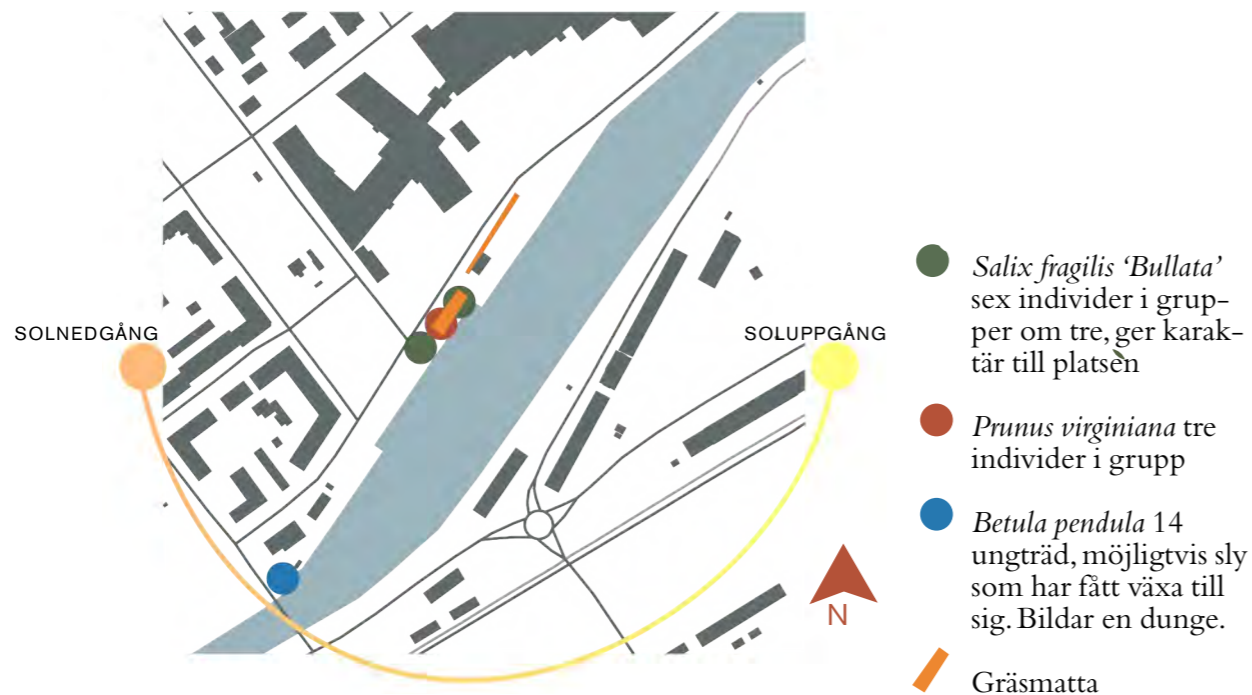 SOLNEDGÅNG
SOLUPPGÅNG
N
Salix fragilis ‘Bullata’
sex individer i grup-
per om tre, ger karak-
tär till platsen
Prunus virginiana tre
individer i grupp
Betula pendula 14
ungträd, möjligtvis sly
som har fått växa till
sig. Bildar en dunge.
Gräsmatta